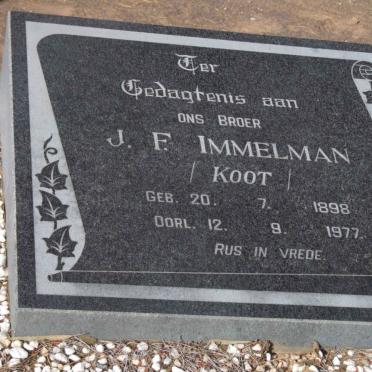 Ter
Gedagtenis aan
ONS BROER
J. F. IMMELMAN
/ KOOT /
GEB. 20. 7. 1898
OORL. 12. 9. 1977.
RUS IN VREDE.